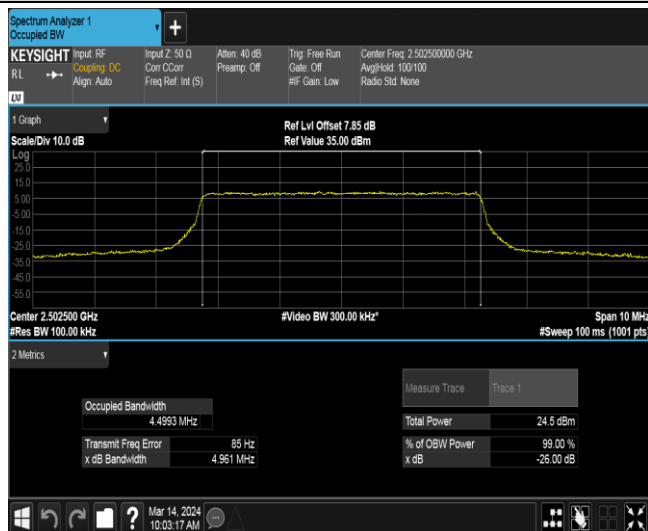 Spectrum Analyzer 1
Occupied BW
+
KEYSIGHT
RL
LXI
Input: RF
Coupling: DC
Align: Auto
Input Z: 50 Ω
Corr CCorr
Freq Ref: Int (S)
Atten: 40 dB
Preamp: Off
Trig: Free Run
Gate: Off
#IF Gain: Low
Center Freq: 2.502500000 GHz
Avg|Hold: 100/100
Radio Std: None
1 Graph
Scale/Div 10.0 dB
Ref Lvl Offset 7.85 dB
Ref Value 35.00 dBm
Log
25.0
15.0
5.00
-5.00
-15.0
-25.0
-35.0
-45.0
-55.0
Center 2.502500 GHz
#Video BW 300.00 kHz*
Span 10 MHz
#Res BW 100.00 kHz
#Sweep 100 ms (1001 pts)
2 Metrics
Measure Trace Trace 1
Occupied Bandwidth
4.4993 MHz
Total Power 24.5 dBm
Transmit Freq Error 85 Hz
% of OBW Power 99.00 %
x dB Bandwidth 4.961 MHz
x dB -26.00 dB
?
Mar 14, 2024
10:03:17 AM